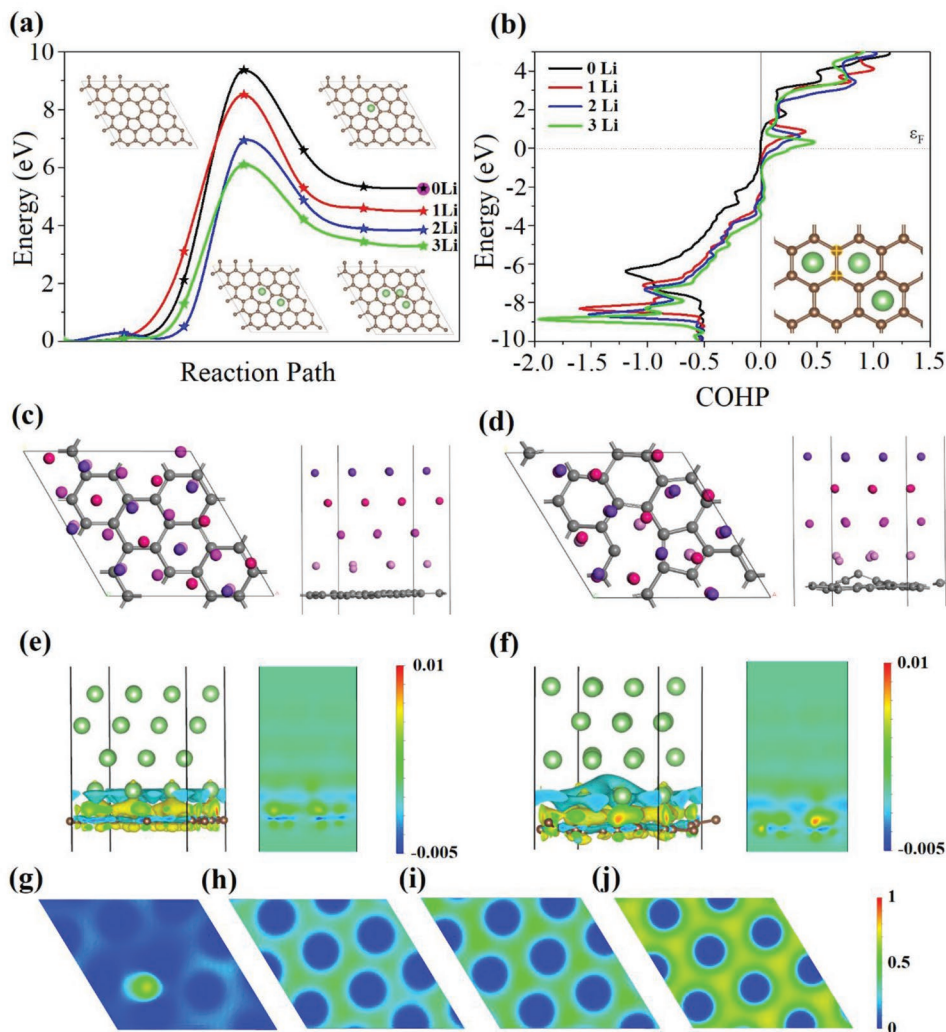 (a)
10
8
6
4
2
0
Energy (eV)
0Li
1Li
2Li
3Li
Reaction Path
(b)
4
2
0
-2
-4
-6
-8
-10
Energy (eV)
0 Li
1 Li
2 Li
3 Li
εF
-2.0 -1.5 -1.0 -0.5 0.0 0.5 1.0 1.5
COHP
(c)
(d)
(e)
0.01
-0.005
(f)
0.01
-0.005
(g)
(h)
(i)
(j)
1
0.5
0